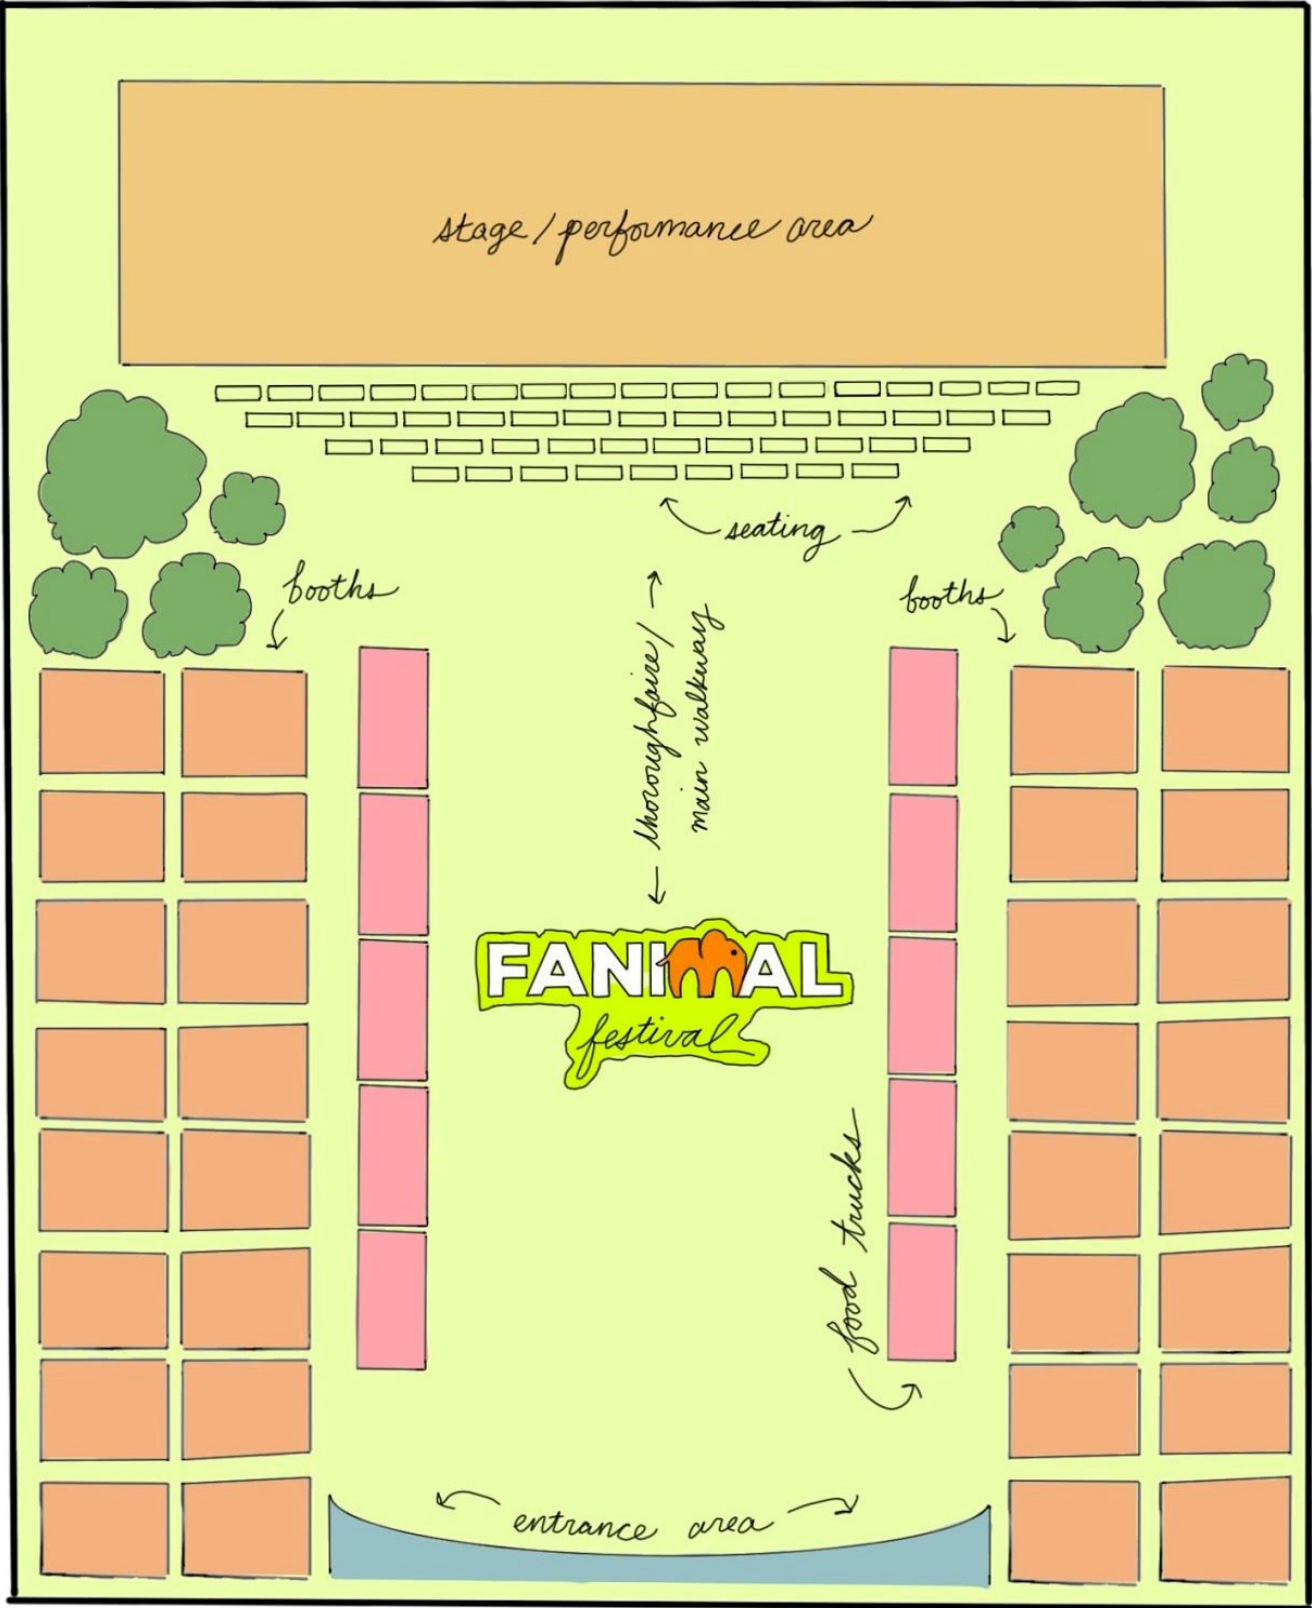 stage/performance area
seating
booths
booths
thoroughfaire/
main walkway
FANIMAL
festival
food trucks
entrance area